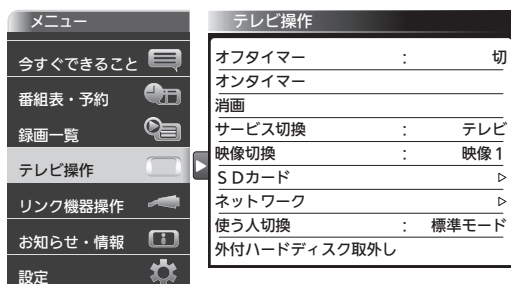 メニュー
今すぐできること
番組表・予約
録画一覧
テレビ操作
リンク機器操作
お知らせ・情報
設定
テレビ操作
オフタイマー : 切
オンタイマー
消画
サービス切換 : テレビ
映像切換 : 映像1
SDカード
ネットワーク
使う人切換 : 標準モード
外付ハードディスク取外し